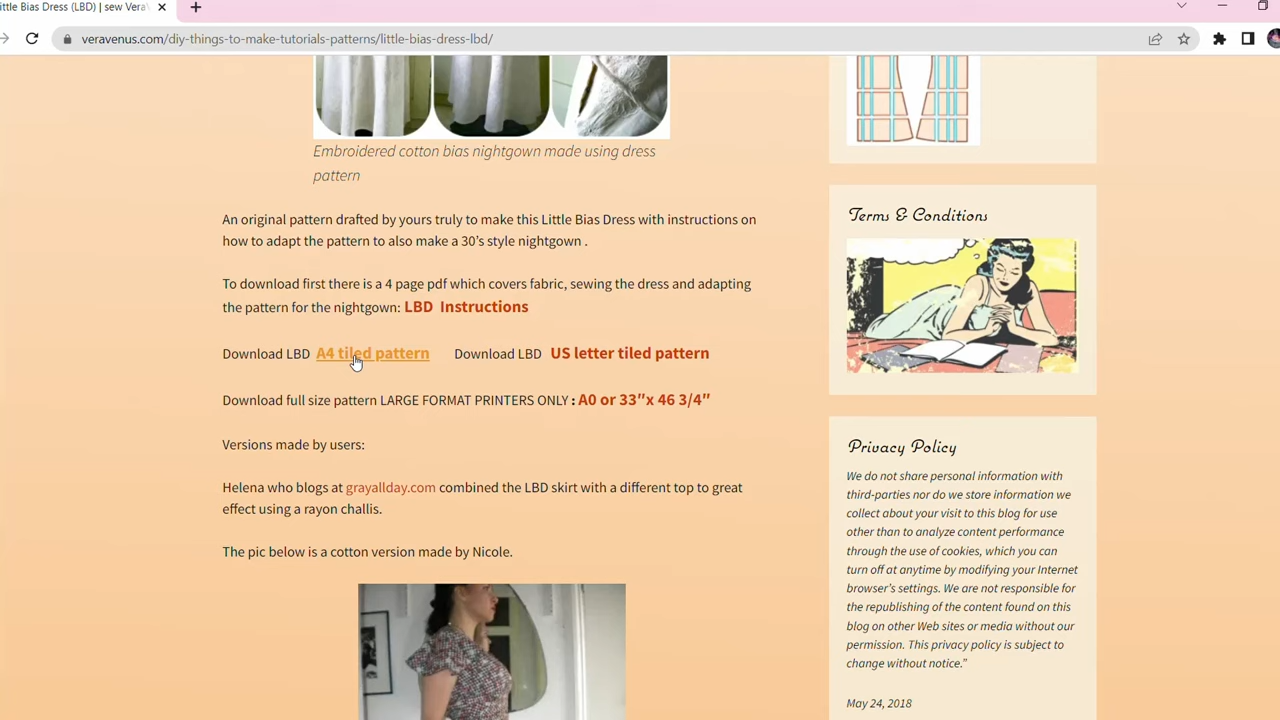 ittle Bias Dress (LBD) | sew Vera
veravenus.com/diy-things-to-make-tutorials-patterns/little-bias-dress-lbd/
Embroidered cotton bias nightgown made using dress
pattern
An original pattern drafted by yours truly to make this Little Bias Dress with instructions on
how to adapt the pattern to also make a 30's style nightgown .
To download first there is a 4 page pdf which covers fabric, sewing the dress and adapting
the pattern for the nightgown: LBD Instructions
Download LBD A4 tiled pattern Download LBD US letter tiled pattern
Download full size pattern LARGE FORMAT PRINTERS ONLY : A0 or 33″x 46 3/4″
Versions made by users:
Helena who blogs at grayallday.com combined the LBD skirt with a different top to great
effect using a rayon challis.
The pic below is a cotton version made by Nicole.
Terms & Conditions
Privacy Policy
We do not share personal information with
third-parties nor do we store information we
collect about your visit to this blog for use
other than to analyze content performance
through the use of cookies, which you can
turn off at anytime by modifying your Internet
browser's settings. We are not responsible for
the republishing of the content found on this
blog on other Web sites or media without our
permission. This privacy policy is subject to
change without notice.”
May 24, 2018